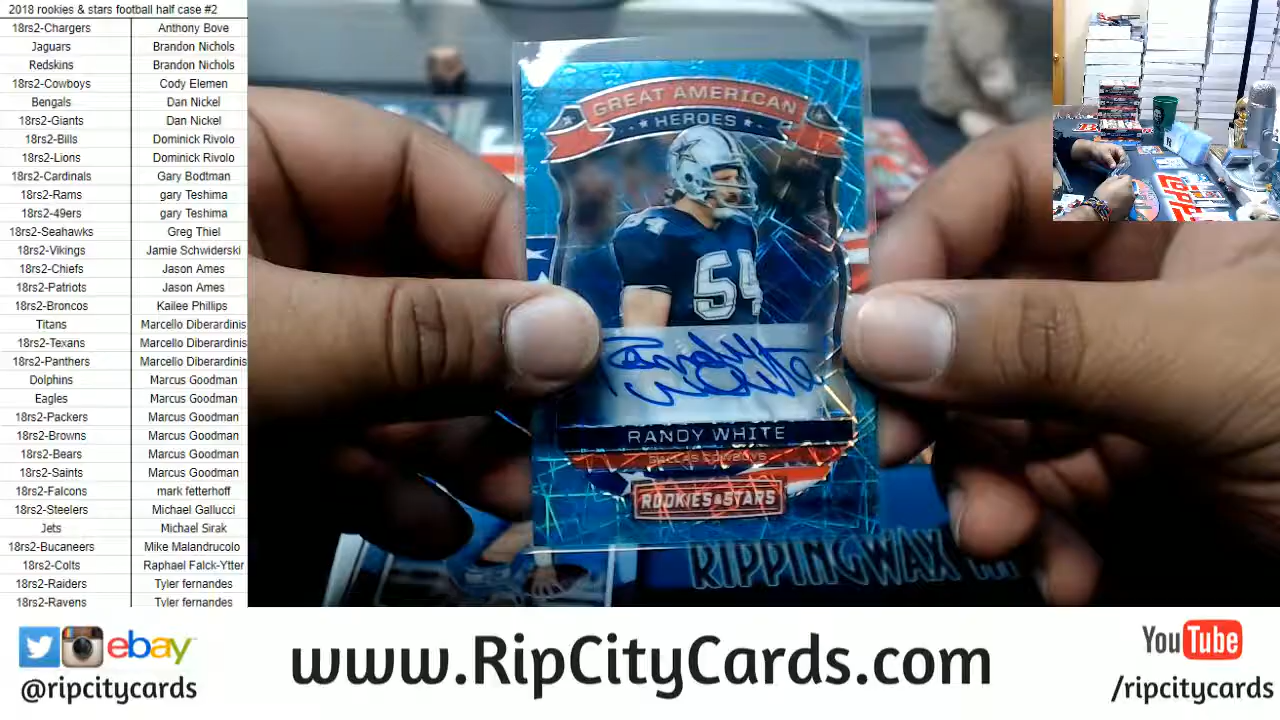 2018 rookies & stars football half case #2
18rs2-Chargers Anthony Bove
Jaguars Brandon Nichols
Redskins Brandon Nichols
18rs2-Cowboys Cody Elemen
Bengals Dan Nickel
18rs2-Giants Dan Nickel
18rs2-Bills Dominick Rivolo
18rs2-Lions Dominick Rivolo
18rs2-Cardinals Gary Bodtman
18rs2-Rams gary Teshima
18rs2-49ers gary Teshima
18rs2-Seahawks Greg Thiel
18rs2-Vikings Jamie Schwiderski
18rs2-Chiefs Jason Ames
18rs2-Patriots Jason Ames
18rs2-Broncos Kailee Phillips
Titans Marcello Diberardinis
18rs2-Texans Marcello Diberardinis
18rs2-Panthers Marcello Diberardinis
Dolphins Marcus Goodman
Eagles Marcus Goodman
18rs2-Packers Marcus Goodman
18rs2-Browns Marcus Goodman
18rs2-Bears Marcus Goodman
18rs2-Saints Marcus Goodman
18rs2-Falcons mark fetterhoff
18rs2-Steelers Michael Gallucci
Jets Michael Sirak
18rs2-Bucaneers Mike Malandrucolo
18rs2-Colts Raphael Falck-Ytter
18rs2-Raiders Tyler fernandes
18rs2-Ravens Tyler fernandes
GREAT AMERICAN
HEROES
54
54
Randy White
RANDY WHITE
DALLAS COWBOYS
ROOKIES & STARS
RIPPINGWAX
ebay
@ripcitycards
www.RipCityCards.com
YouTube
/ripcitycards